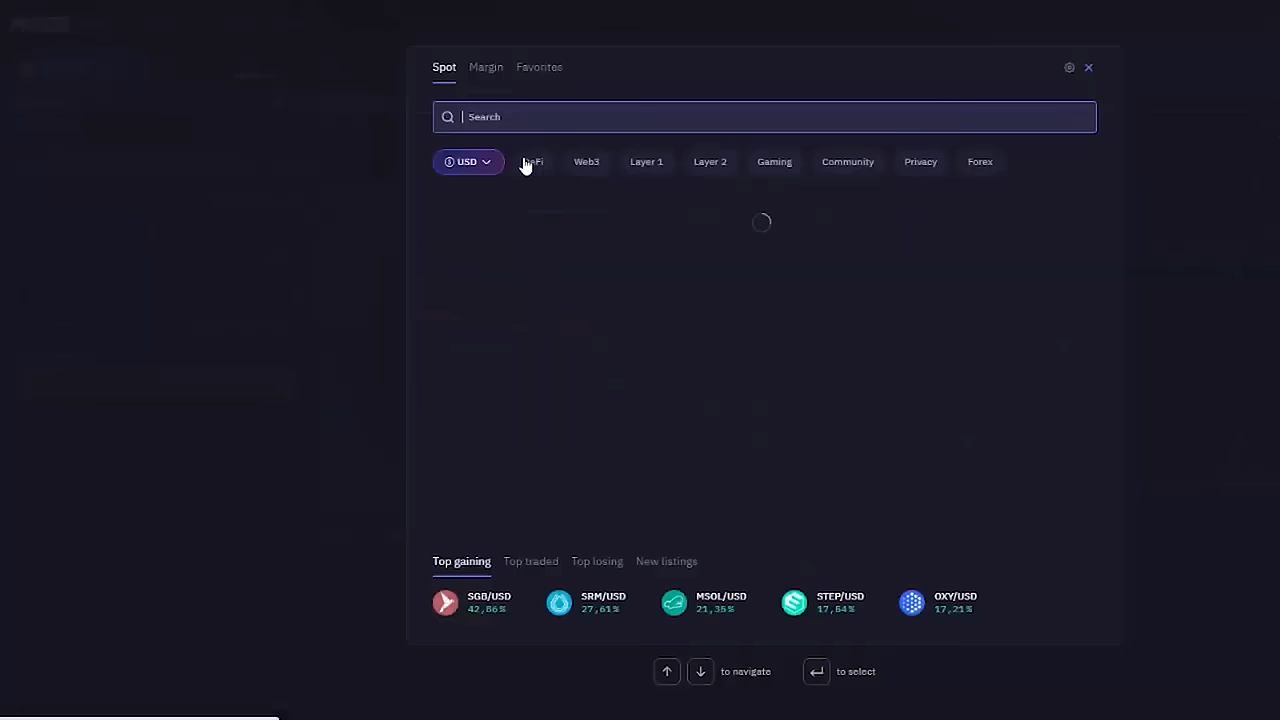 Spot Margin Favorites
Search
USD DeFi Web3 Layer 1 Layer 2 Gaming Community Privacy Forex
Top gaining Top traded Top losing New listings
SGB/USD SRM/USD MSOL/USD STEP/USD OXY/USD
42,86% 27,61% 21,35% 17,54% 17,21%
to navigate to select